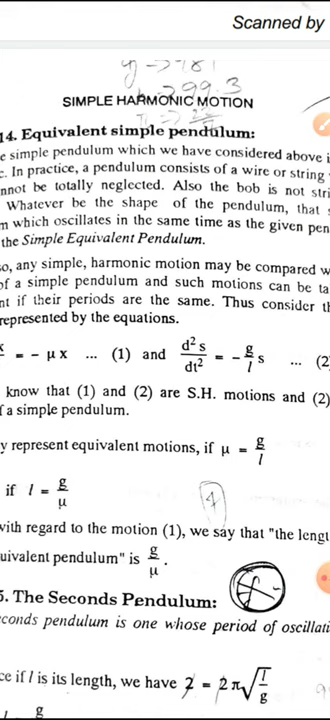 Scanned by
SIMPLE HARMONIC MOTION
14. Equivalent simple pendulum:
e simple pendulum which we have considered above i
c. In practice, a pendulum consists of a wire or string
nnot be totally neglected. Also the bob is not stri
Whatever be the shape of the pendulum, that s
m which oscillates in the same time as the given pen
the Simple Equivalent Pendulum.
so, any simple, harmonic motion may be compared w
of a simple pendulum and such motions can be ta
nt if their periods are the same. Thus consider th
represented by the equations.
x/ = - μx ... (1) and d²s/dt² = - g/l s ... (2
know that (1) and (2) are S.H. motions and (2)
f a simple pendulum.
y represent equivalent motions, if μ = g/l
if l = g/μ
4
with regard to the motion (1), we say that "the lengt
uivalent pendulum" is g/μ.
5. The Seconds Pendulum:
econds pendulum is one whose period of oscillati
ce if l is its length, we have 2 = 2π√l/g
g